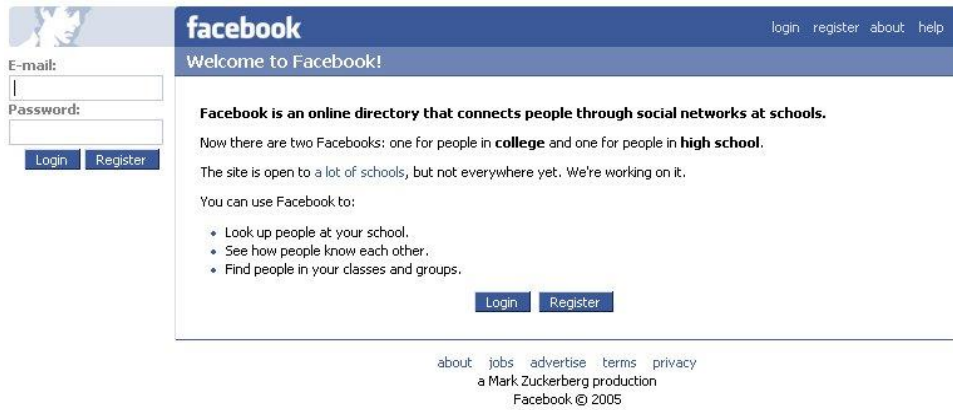 facebook
login register about help
E-mail:
Password:
Login Register
Welcome to Facebook!
Facebook is an online directory that connects people through social networks at schools.
Now there are two Facebooks: one for people in college and one for people in high school.
The site is open to a lot of schools, but not everywhere yet. We're working on it.
You can use Facebook to:
• Look up people at your school.
• See how people know each other.
• Find people in your classes and groups.
Login Register
about jobs advertise terms privacy
a Mark Zuckerberg production
Facebook © 2005